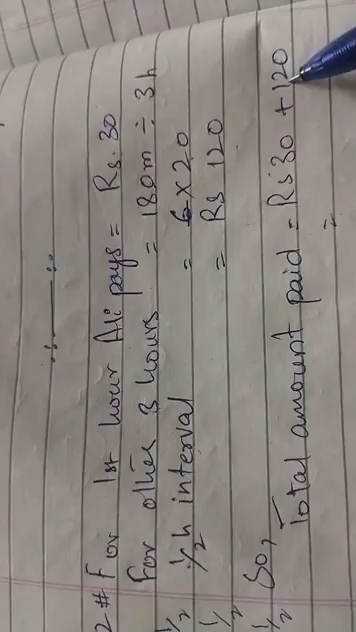 2 # For 1st hour Ali pays = Rs. 30
For other 3 hours = 180m ÷ 3h
1/2 1/2 h interval = 6 x 20
1/2 = Rs 120
1/2 So,
Total amount paid = Rs 30 + 120